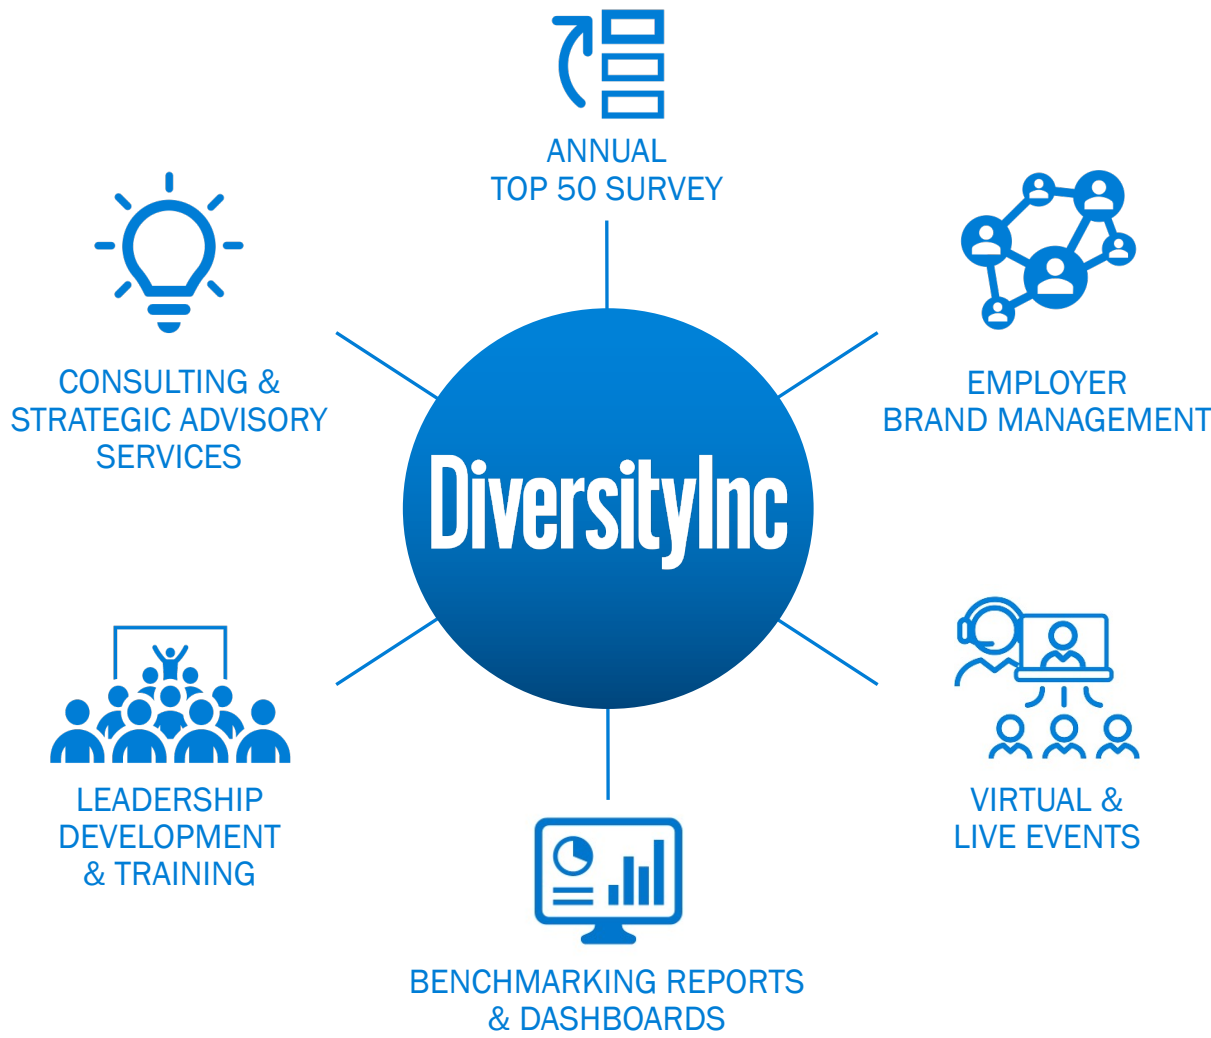 ANNUAL
TOP 50 SURVEY
CONSULTING &
STRATEGIC ADVISORY
SERVICES
EMPLOYER
BRAND MANAGEMENT
DiversityInc
LEADERSHIP
DEVELOPMENT
& TRAINING
VIRTUAL &
LIVE EVENTS
BENCHMARKING REPORTS
& DASHBOARDS